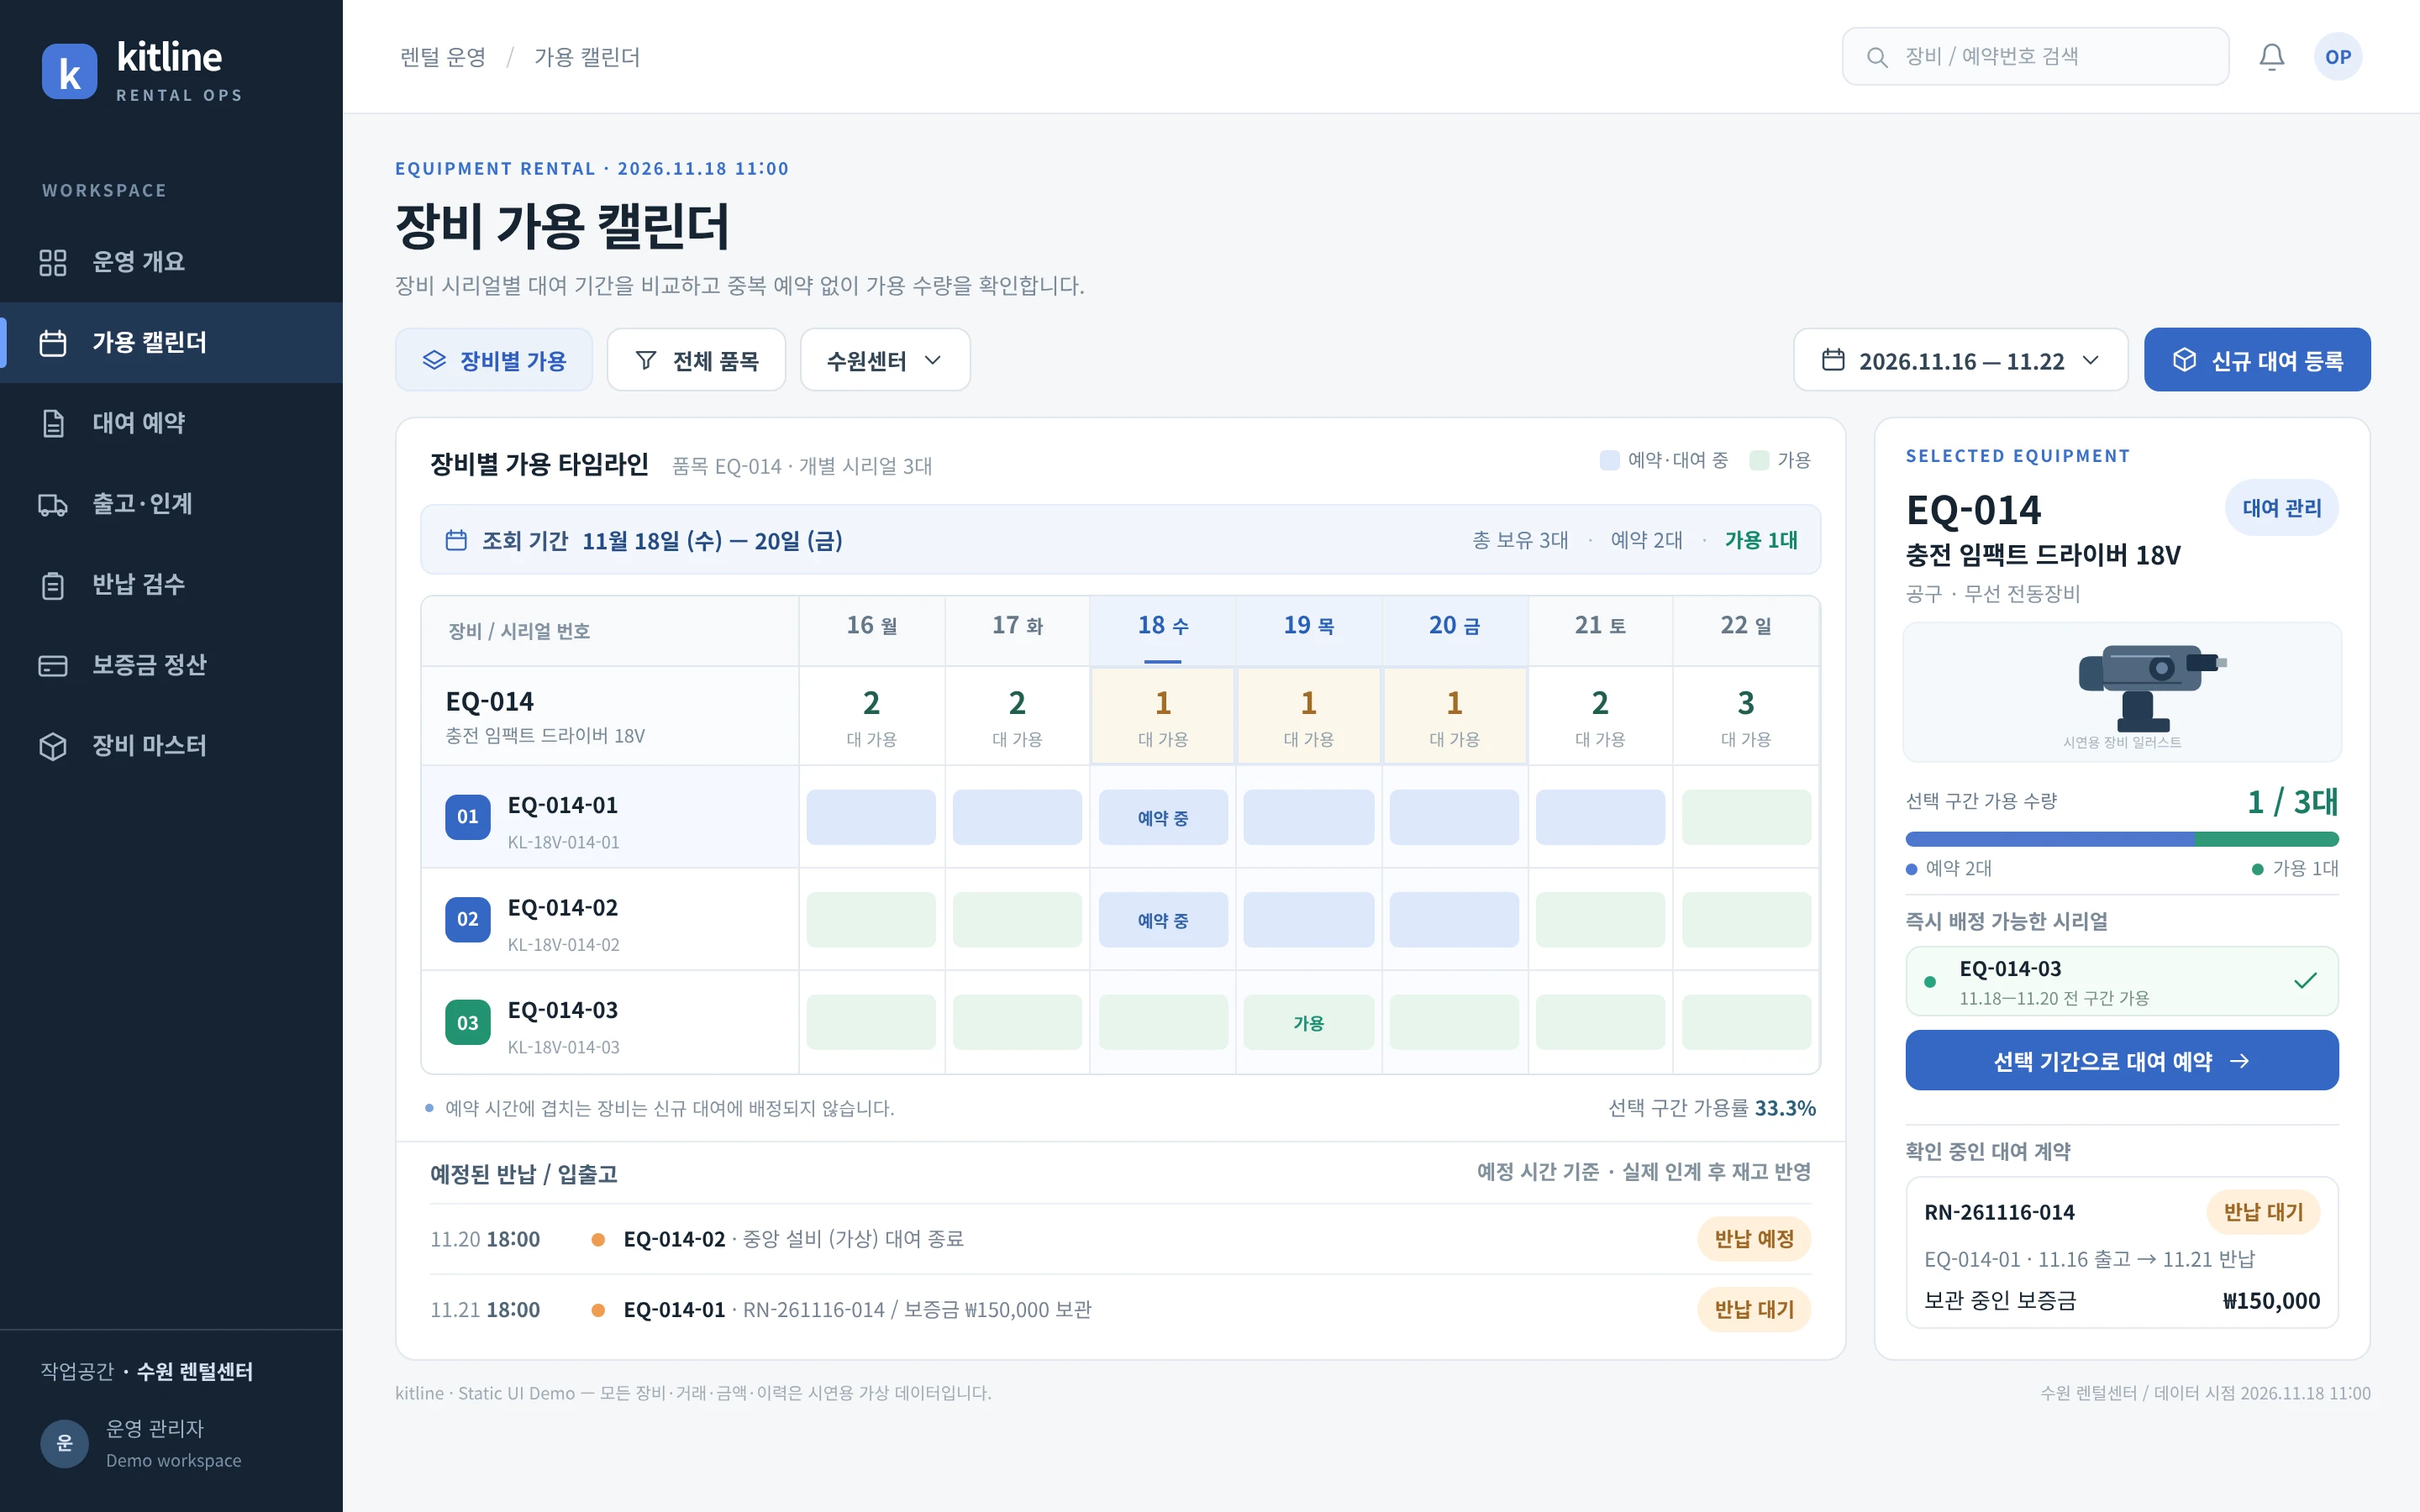 kitline
RENTAL OPS
WORKSPACE
운영 개요
가용 캘린더
대여 예약
출고·인계
반납 검수
보증금 정산
장비 마스터
작업공간 · 수원 렐털센터
운
운영 관리자
Demo workspace
렌털 운영 / 가용 캘린더
장비 / 예약번호 검색
OP
EQUIPMENT RENTAL · 2026.11.18 11:00
장비 가용 캘린더
장비 시리얼별 대여 기간을 비교하고 중복 예약 없이 가용 수량을 확인합니다.
장비별 가용
전체 품목
수원센터
2026.11.16 — 11.22
신규 대여 등록
장비별 가용 타임라인 품목 EQ-014 · 개별 시리얼 3대
예약·대여 중 가용
조회 기간 11월 18일 (수) — 20일 (금)
총 보유 3대 · 예약 2대 · 가용 1대
장비 / 시리얼 번호 16 월 17 화 18 수 19 목 20 금 21 토 22 일
EQ-014 2 2 1 1 1 2 3
충전 임팩트 드라이버 18V 대 가용 대 가용 대 가용 대 가용 대 가용 대 가용 대 가용
01 EQ-014-01 예약 중
KL-18V-014-01
02 EQ-014-02 예약 중
KL-18V-014-02
03 EQ-014-03 가용
KL-18V-014-03
예약 시간에 겹치는 장비는 신규 대여에 배정되지 않습니다.
선택 구간 가용률 33.3%
예정된 반납 / 입출고
예정 시간 기준 · 실제 인계 후 재고 반영
11.20 18:00 EQ-014-02 · 중앙 설비 (가상) 대여 종료 반납 예정
11.21 18:00 EQ-014-01 · RN-261116-014 / 보증금 ₩150,000 보관 반납 대기
SELECTED EQUIPMENT
EQ-014
대여 관리
충전 임팩트 드라이버 18V
공구 · 무선 전동장비
시연용 장비 일러스트
선택 구간 가용 수량 1 / 3대
예약 2대 가용 1대
즉시 배정 가능한 시리얼
EQ-014-03
11.18—11.20 전 구간 가용
선택 기간으로 대여 예약 →
확인 중인 대여 계약
RN-261116-014 반납 대기
EQ-014-01 · 11.16 출고 → 11.21 반납
보관 중인 보증금 ₩150,000
kitline · Static UI Demo — 모든 장비·거래·금액·이력은 시연용 가상 데이터입니다.
수원 렌털센터 / 데이터 시점 2026.11.18 11:00